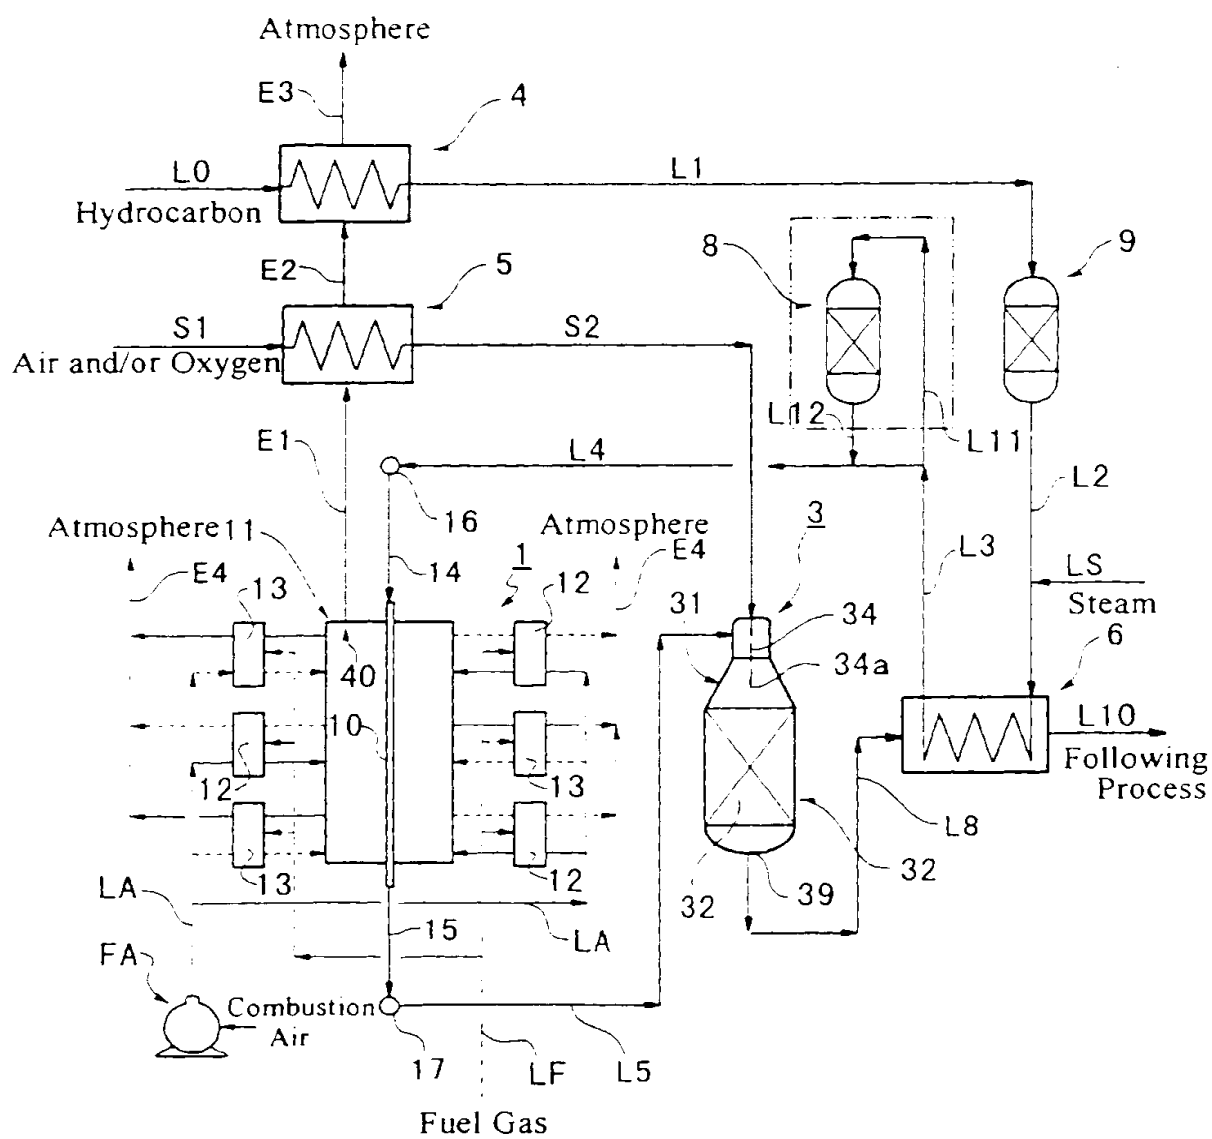 Atmosphere
E3
4
L0
L1
Hydrocarbon
8
9
E2
5
S1
S2
Air and/or Oxygen
L12
L11
E1
L4
L2
16
Atmosphere 11
Atmosphere
3
L3
E4
13
14
1
12
E4
LS
Steam
31
34
6
40
34a
10
L10
Following
Process
12
13
L8
13
12
32
39
32
LA
15
LA
FA
Combustion
Air
17
LF
L5
Fuel Gas